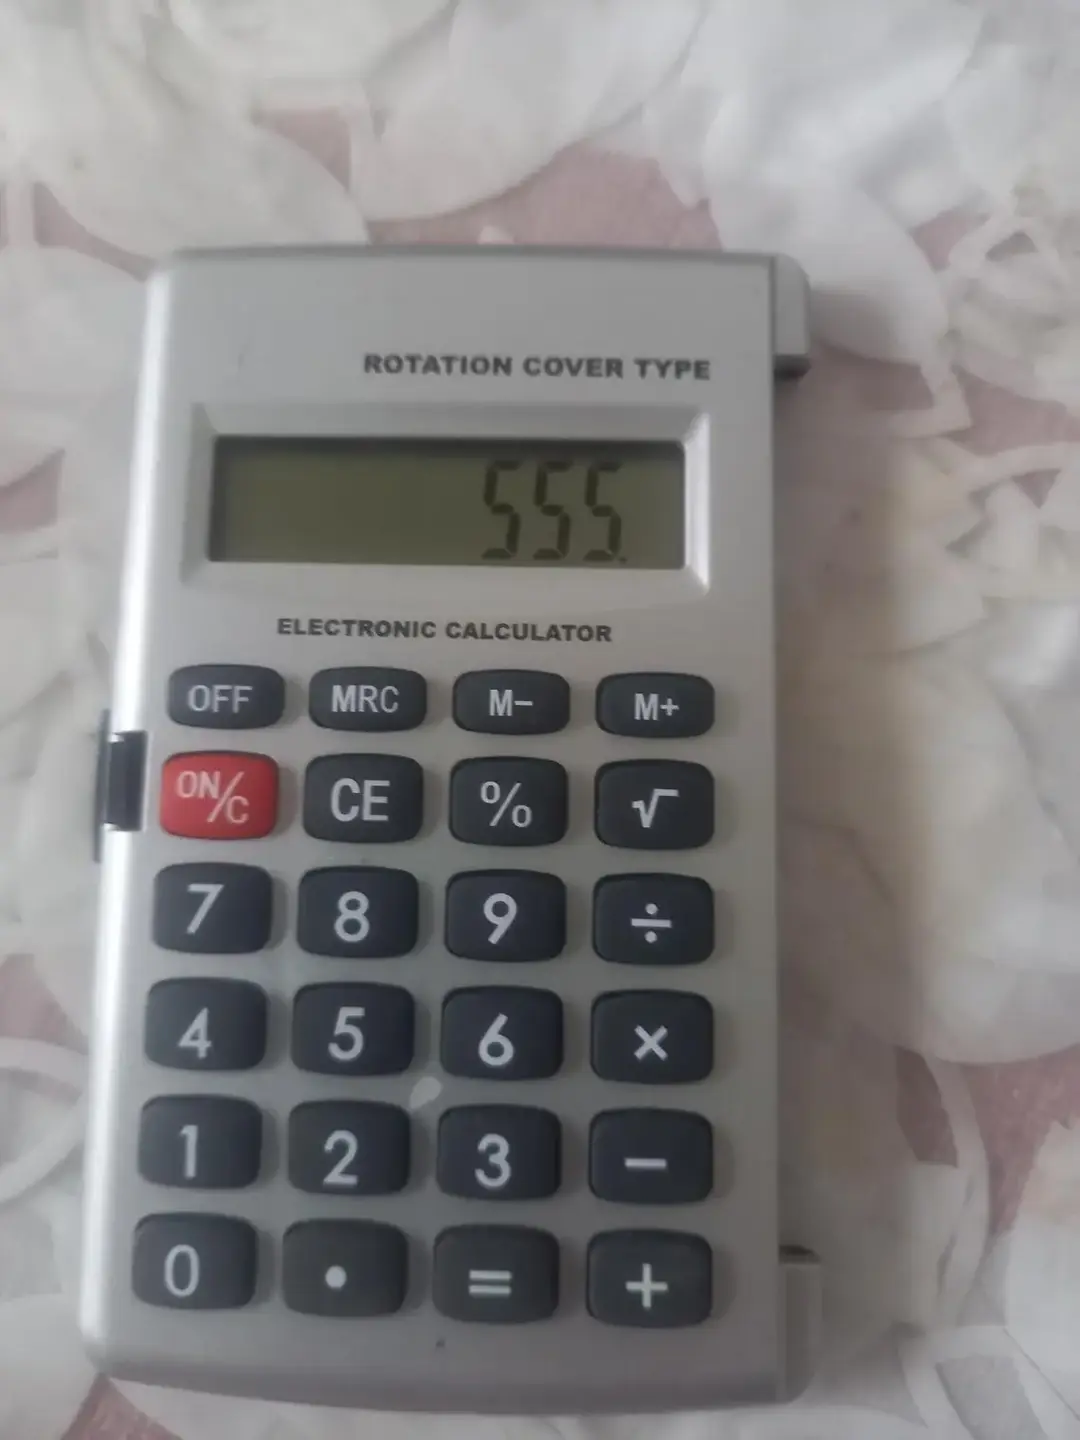 ROTATION COVER TYPE
555.
ELECTRONIC CALCULATOR
OFF MRC M− M+
ON/C CE % √
7 8 9 ÷
4 5 6 ×
1 2 3 −
0 • = +